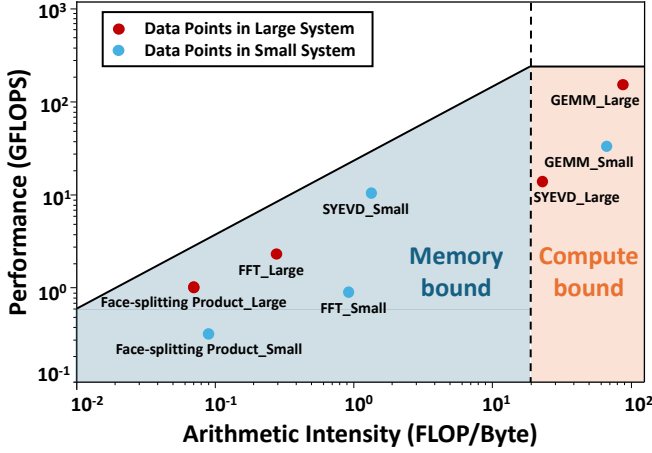 10³
Data Points in Large System
Data Points in Small System
10²
GEMM_Large
GEMM_Small
10¹
SYEVD_Large
SYEVD_Small
FFT_Large
Memory
bound
Compute
bound
10⁰
Face-splitting Product_Large
FFT_Small
Face-splitting Product_Small
10⁻¹
Performance (GFLOPS)
10⁻² 10⁻¹ 10⁰ 10¹ 10²
Arithmetic Intensity (FLOP/Byte)